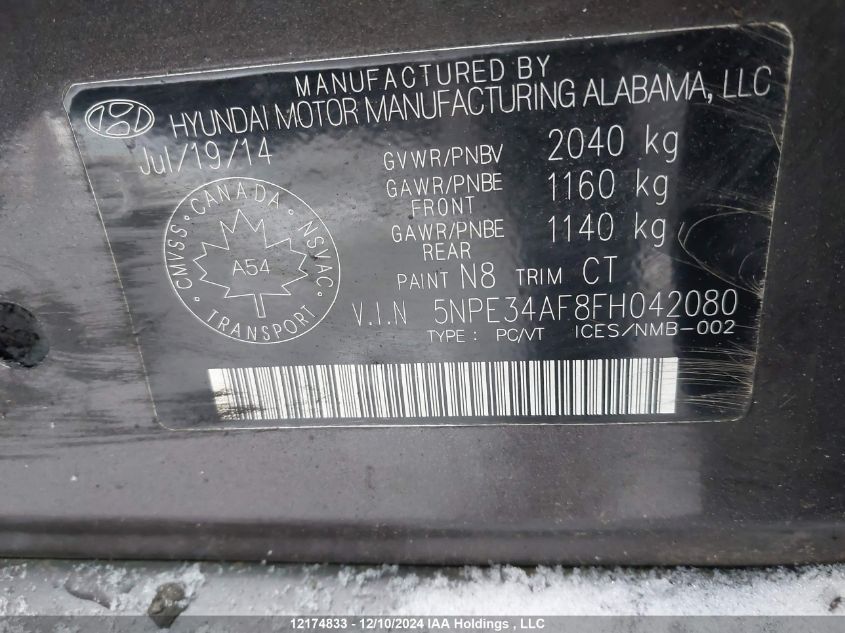 MANUFACTURED BY
HYUNDAI MOTOR MANUFACTURING ALABAMA, LLC
Jul/19/14
GVWR/PNBV 2040 kg
GAWR/PNBE FRONT 1160 kg
GAWR/PNBE REAR 1140 kg
CANADA
CMVSS · NSVAC
A54
TRANSPORT
PAINT N8 TRIM CT
V.I.N 5NPE34AF8FH042080
TYPE : PC/VT ICES/NMB-002
12174833 - 12/10/2024 IAA Holdings , LLC